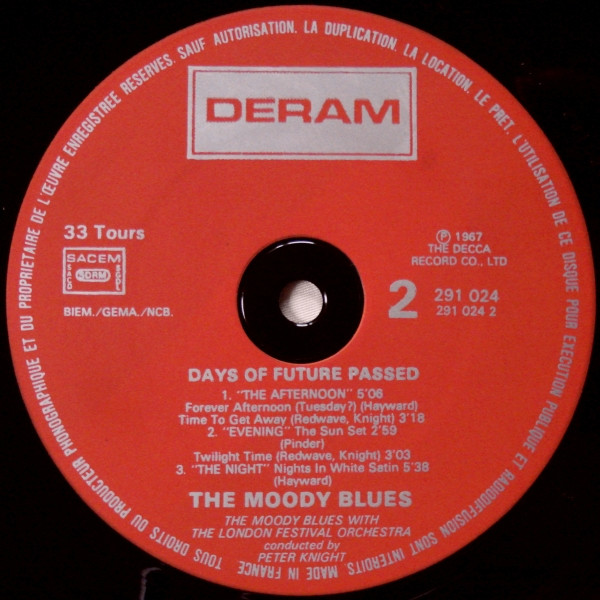 TOUS DROITS DU PRODUCTEUR PHONOGRAPHIQUE ET DU PROPRIETAIRE DE L'ŒUVRE ENREGISTREE RESERVES. SAUF AUTORISATION. LA DUPLICATION. LA LOCATION. LE PRET. L'UTILISATION DE CE DISQUE POUR EXECUTION PUBLIQUE ET RADIODIFFUSION SONT INTERDITS. MADE IN FRANCE
DERAM
33 Tours
SACEM
SACD
SDRM
SGDL
BIEM./GEMA./NCB.
Ⓟ 1967
THE DECCA
RECORD CO., LTD
2
291 024
291 024 2
DAYS OF FUTURE PASSED
1. "THE AFTERNOON" 5'06
Forever Afternoon (Tuesday?) (Hayward)
Time To Get Away (Redwave, Knight) 3'18
2. "EVENING" The Sun Set 2'59
(Pinder)
Twilight Time (Redwave, Knight) 3'03
3. "THE NIGHT" Nights In White Satin 5'38
(Hayward)
THE MOODY BLUES
THE MOODY BLUES WITH
THE LONDON FESTIVAL ORCHESTRA
conducted by
PETER KNIGHT